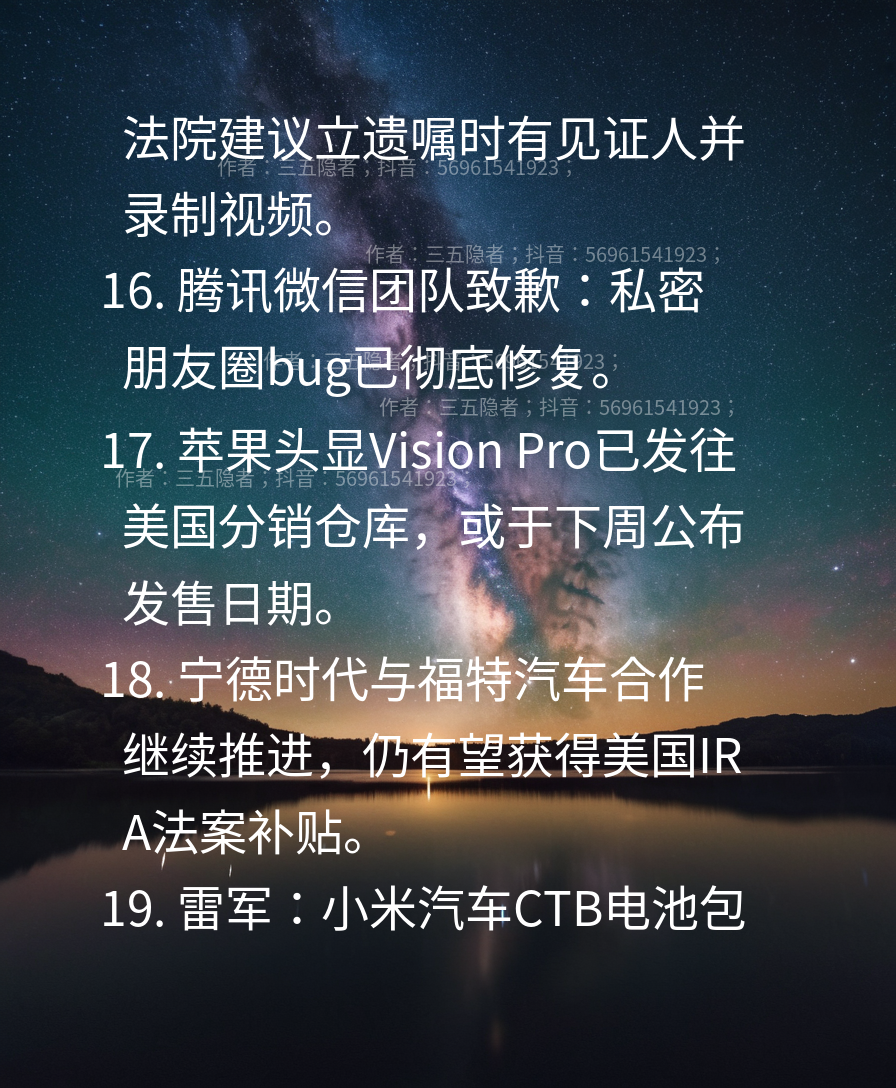 法院建议立遗嘱时有见证人并
作者：三五隐者；抖音：56961541923；
录制视频。
作者：三五隐者；抖音：56961541923；
16. 腾讯微信团队致歉：私密
朋友圈bug已彻底修复。
作者：三五隐者；抖音：56961541923；
作者：三五隐者；抖音：56961541923；
17. 苹果头显Vision Pro已发往
作者：三五隐者；抖音：56961541923；
美国分销仓库，或于下周公布
发售日期。
18. 宁德时代与福特汽车合作
继续推进，仍有望获得美国IR
A法案补贴。
19. 雷军：小米汽车CTB电池包